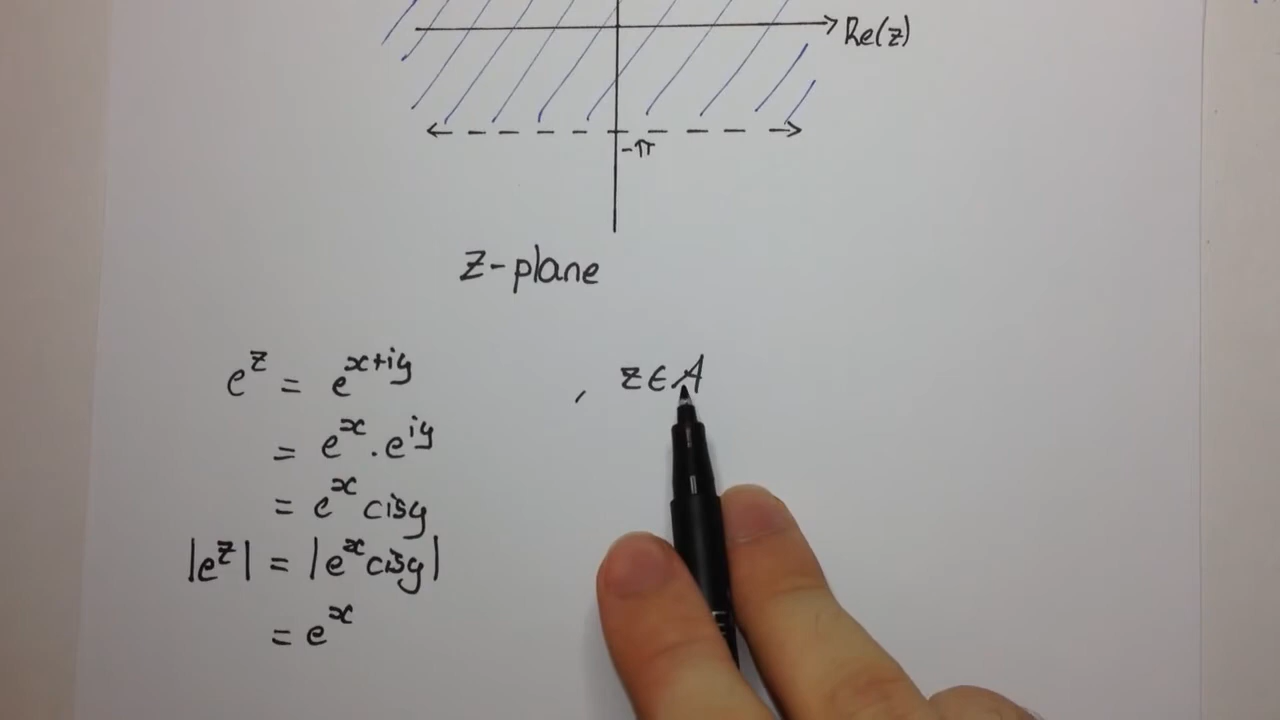 Re(z)
-π
Z-plane
e^z = e^{x+iy} , z∈A
= e^x . e^{iy}
= e^x cis y
|e^z| = |e^x cis y|
= e^x